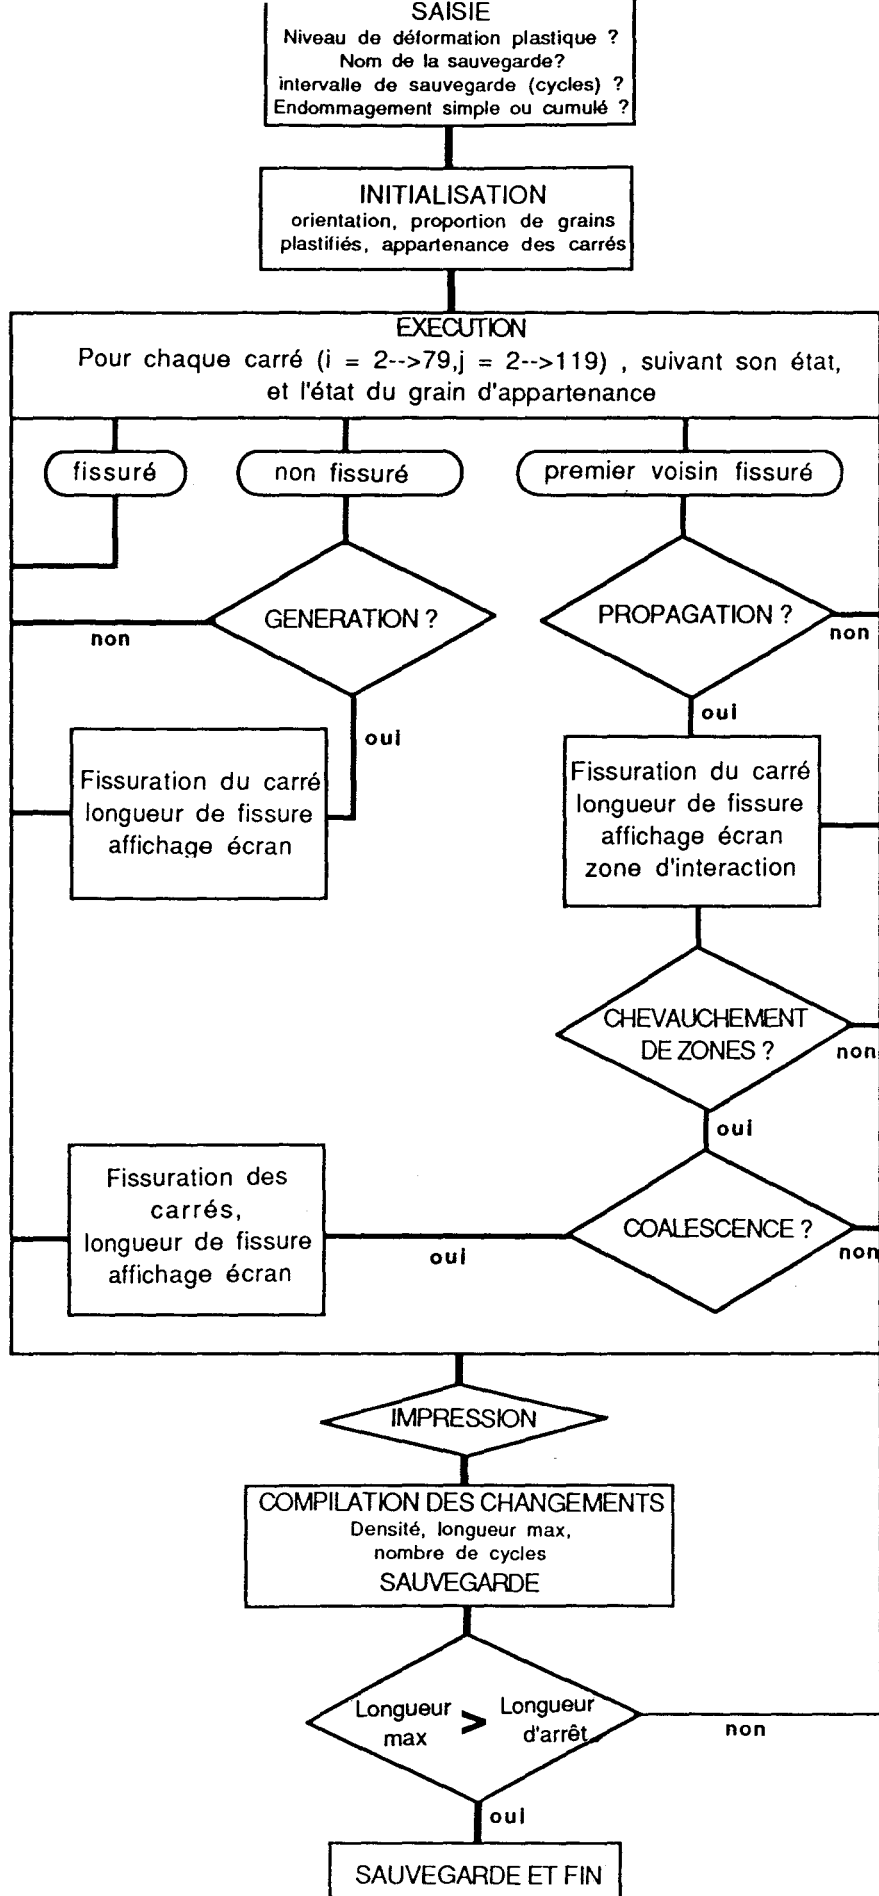 SAISIE
Niveau de déformation plastique ?
Nom de la sauvegarde?
intervalle de sauvegarde (cycles) ?
Endommagement simple ou cumulé ?
INITIALISATION
orientation, proportion de grains
plastifiés, appartenance des carrés
EXECUTION
Pour chaque carré (i = 2-->79,j = 2-->119) , suivant son état,
et l'état du grain d'appartenance
fissuré
non fissuré
premier voisin fissuré
GENERATION ?
non
oui
Fissuration du carré
longueur de fissure
affichage écran
PROPAGATION ?
non
oui
Fissuration du carré
longueur de fissure
affichage écran
zone d'interaction
CHEVAUCHEMENT
DE ZONES ?
non
oui
COALESCENCE ?
non
oui
Fissuration des
carrés,
longueur de fissure
affichage écran
IMPRESSION
COMPILATION DES CHANGEMENTS
Densité, longueur max,
nombre de cycles
SAUVEGARDE
Longueur
max
>
Longueur
d'arrêt
non
oui
SAUVEGARDE ET FIN